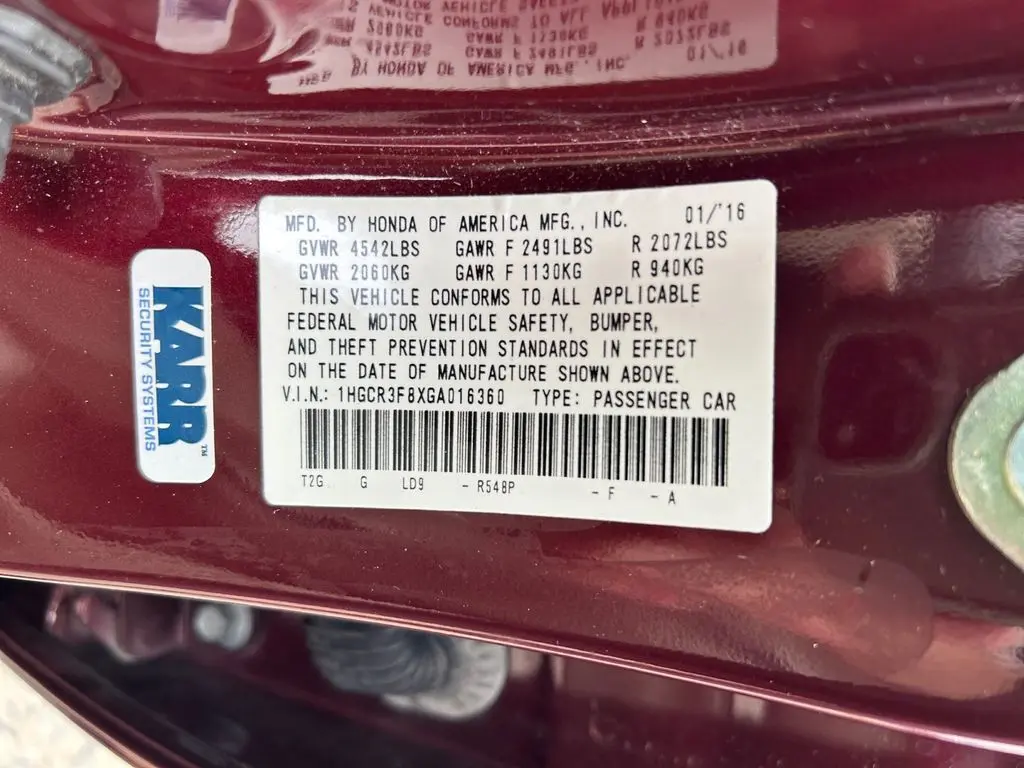 MFD. BY HONDA OF AMERICA MFG., INC. 01/'16
GVWR 4542LBS GAWR F 2491LBS R 2072LBS
GVWR 2060KG GAWR F 1130KG R 940KG
THIS VEHICLE CONFORMS TO ALL APPLICABLE
FEDERAL MOTOR VEHICLE SAFETY, BUMPER,
AND THEFT PREVENTION STANDARDS IN EFFECT
ON THE DATE OF MANUFACTURE SHOWN ABOVE.
V.I.N.: 1HGCR3F8XGA016360 TYPE: PASSENGER CAR
T2G G LD9 - R548P - F - A
KARR™
SECURITY SYSTEMS